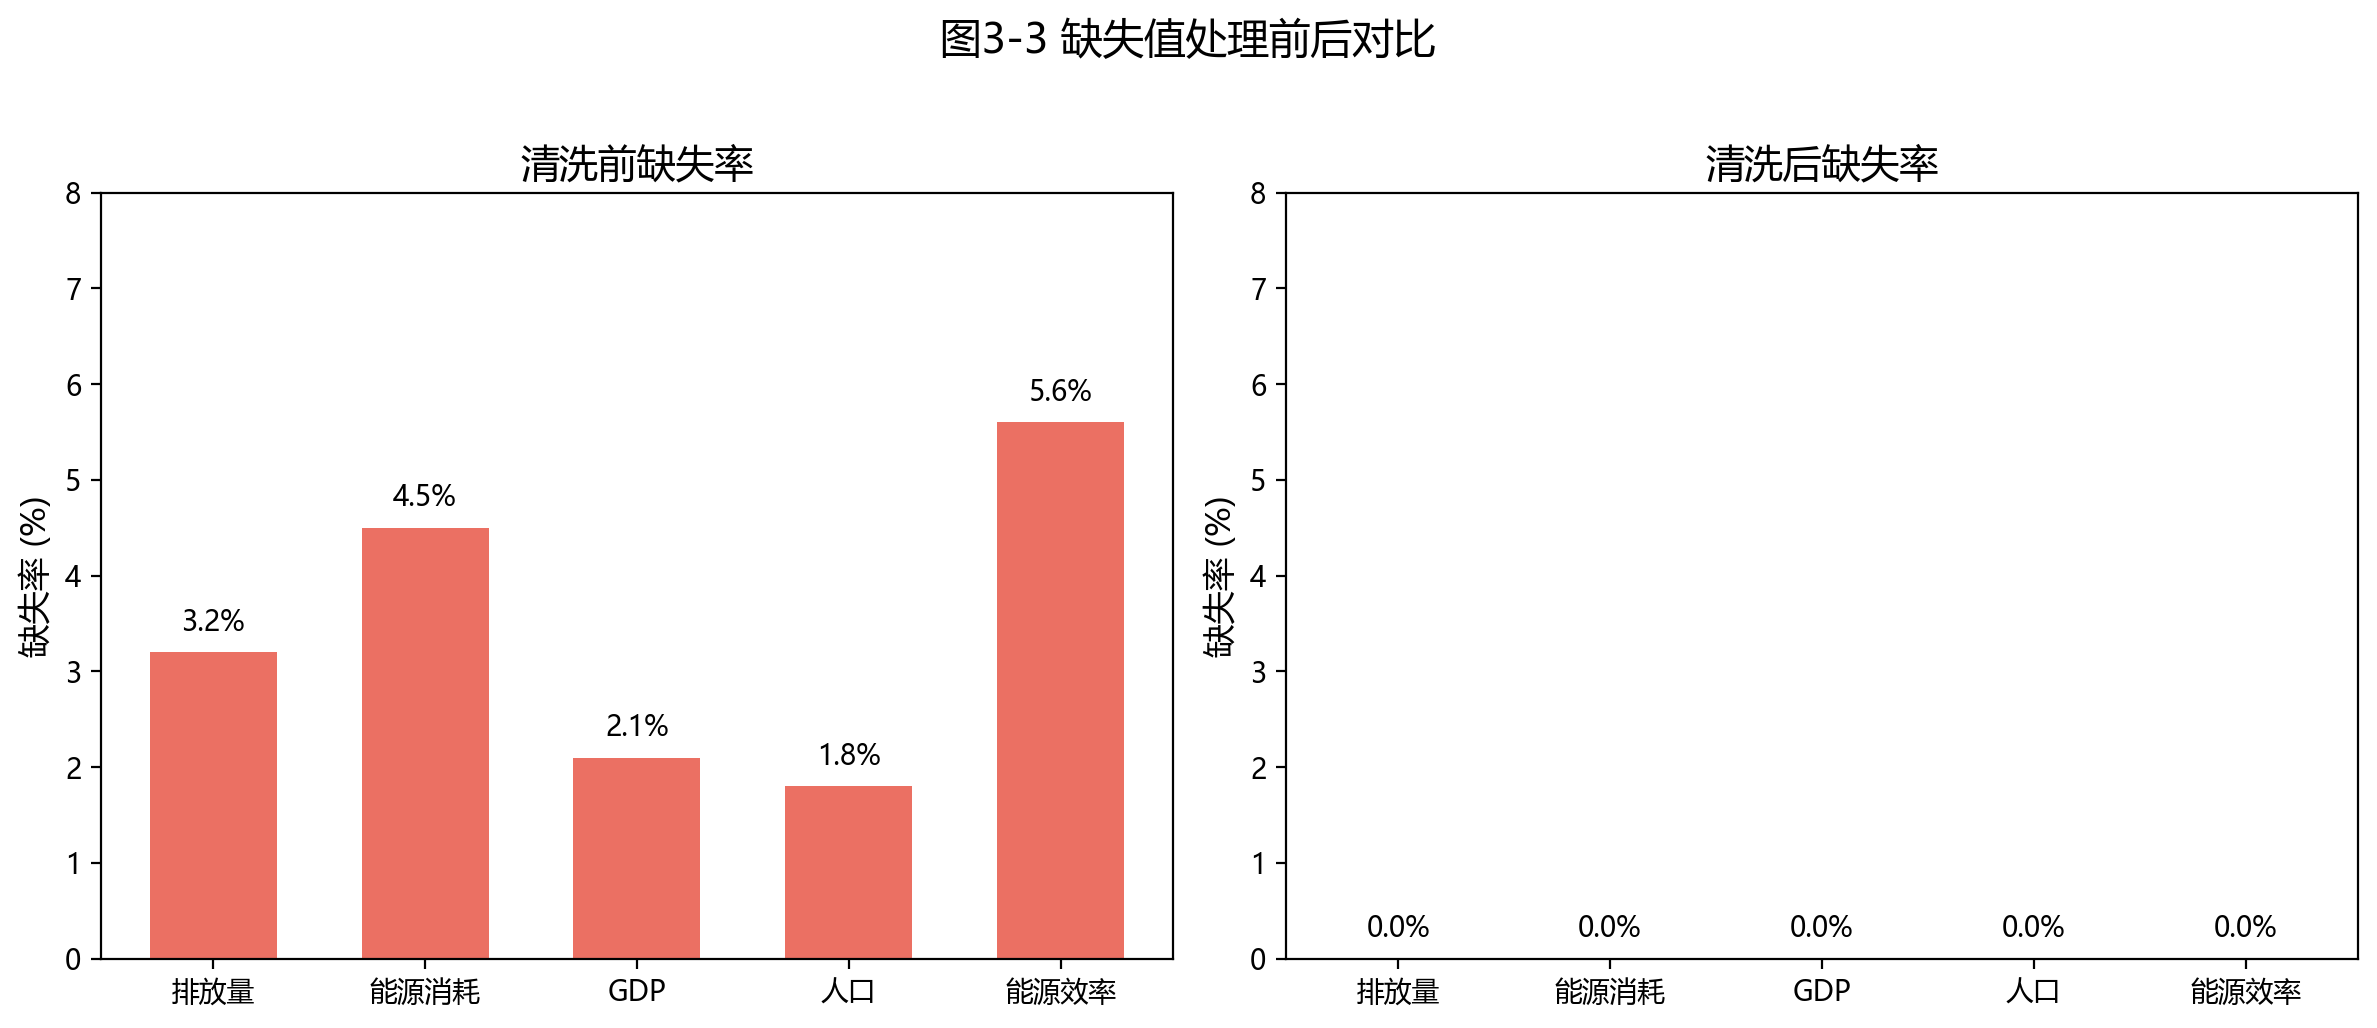 图3-3 缺失值处理前后对比
清洗前缺失率
缺失率 (%)
8
7
6
5
4
3
2
1
0
3.2%
4.5%
2.1%
1.8%
5.6%
排放量
能源消耗
GDP
人口
能源效率
清洗后缺失率
缺失率 (%)
8
7
6
5
4
3
2
1
0
0.0%
0.0%
0.0%
0.0%
0.0%
排放量
能源消耗
GDP
人口
能源效率